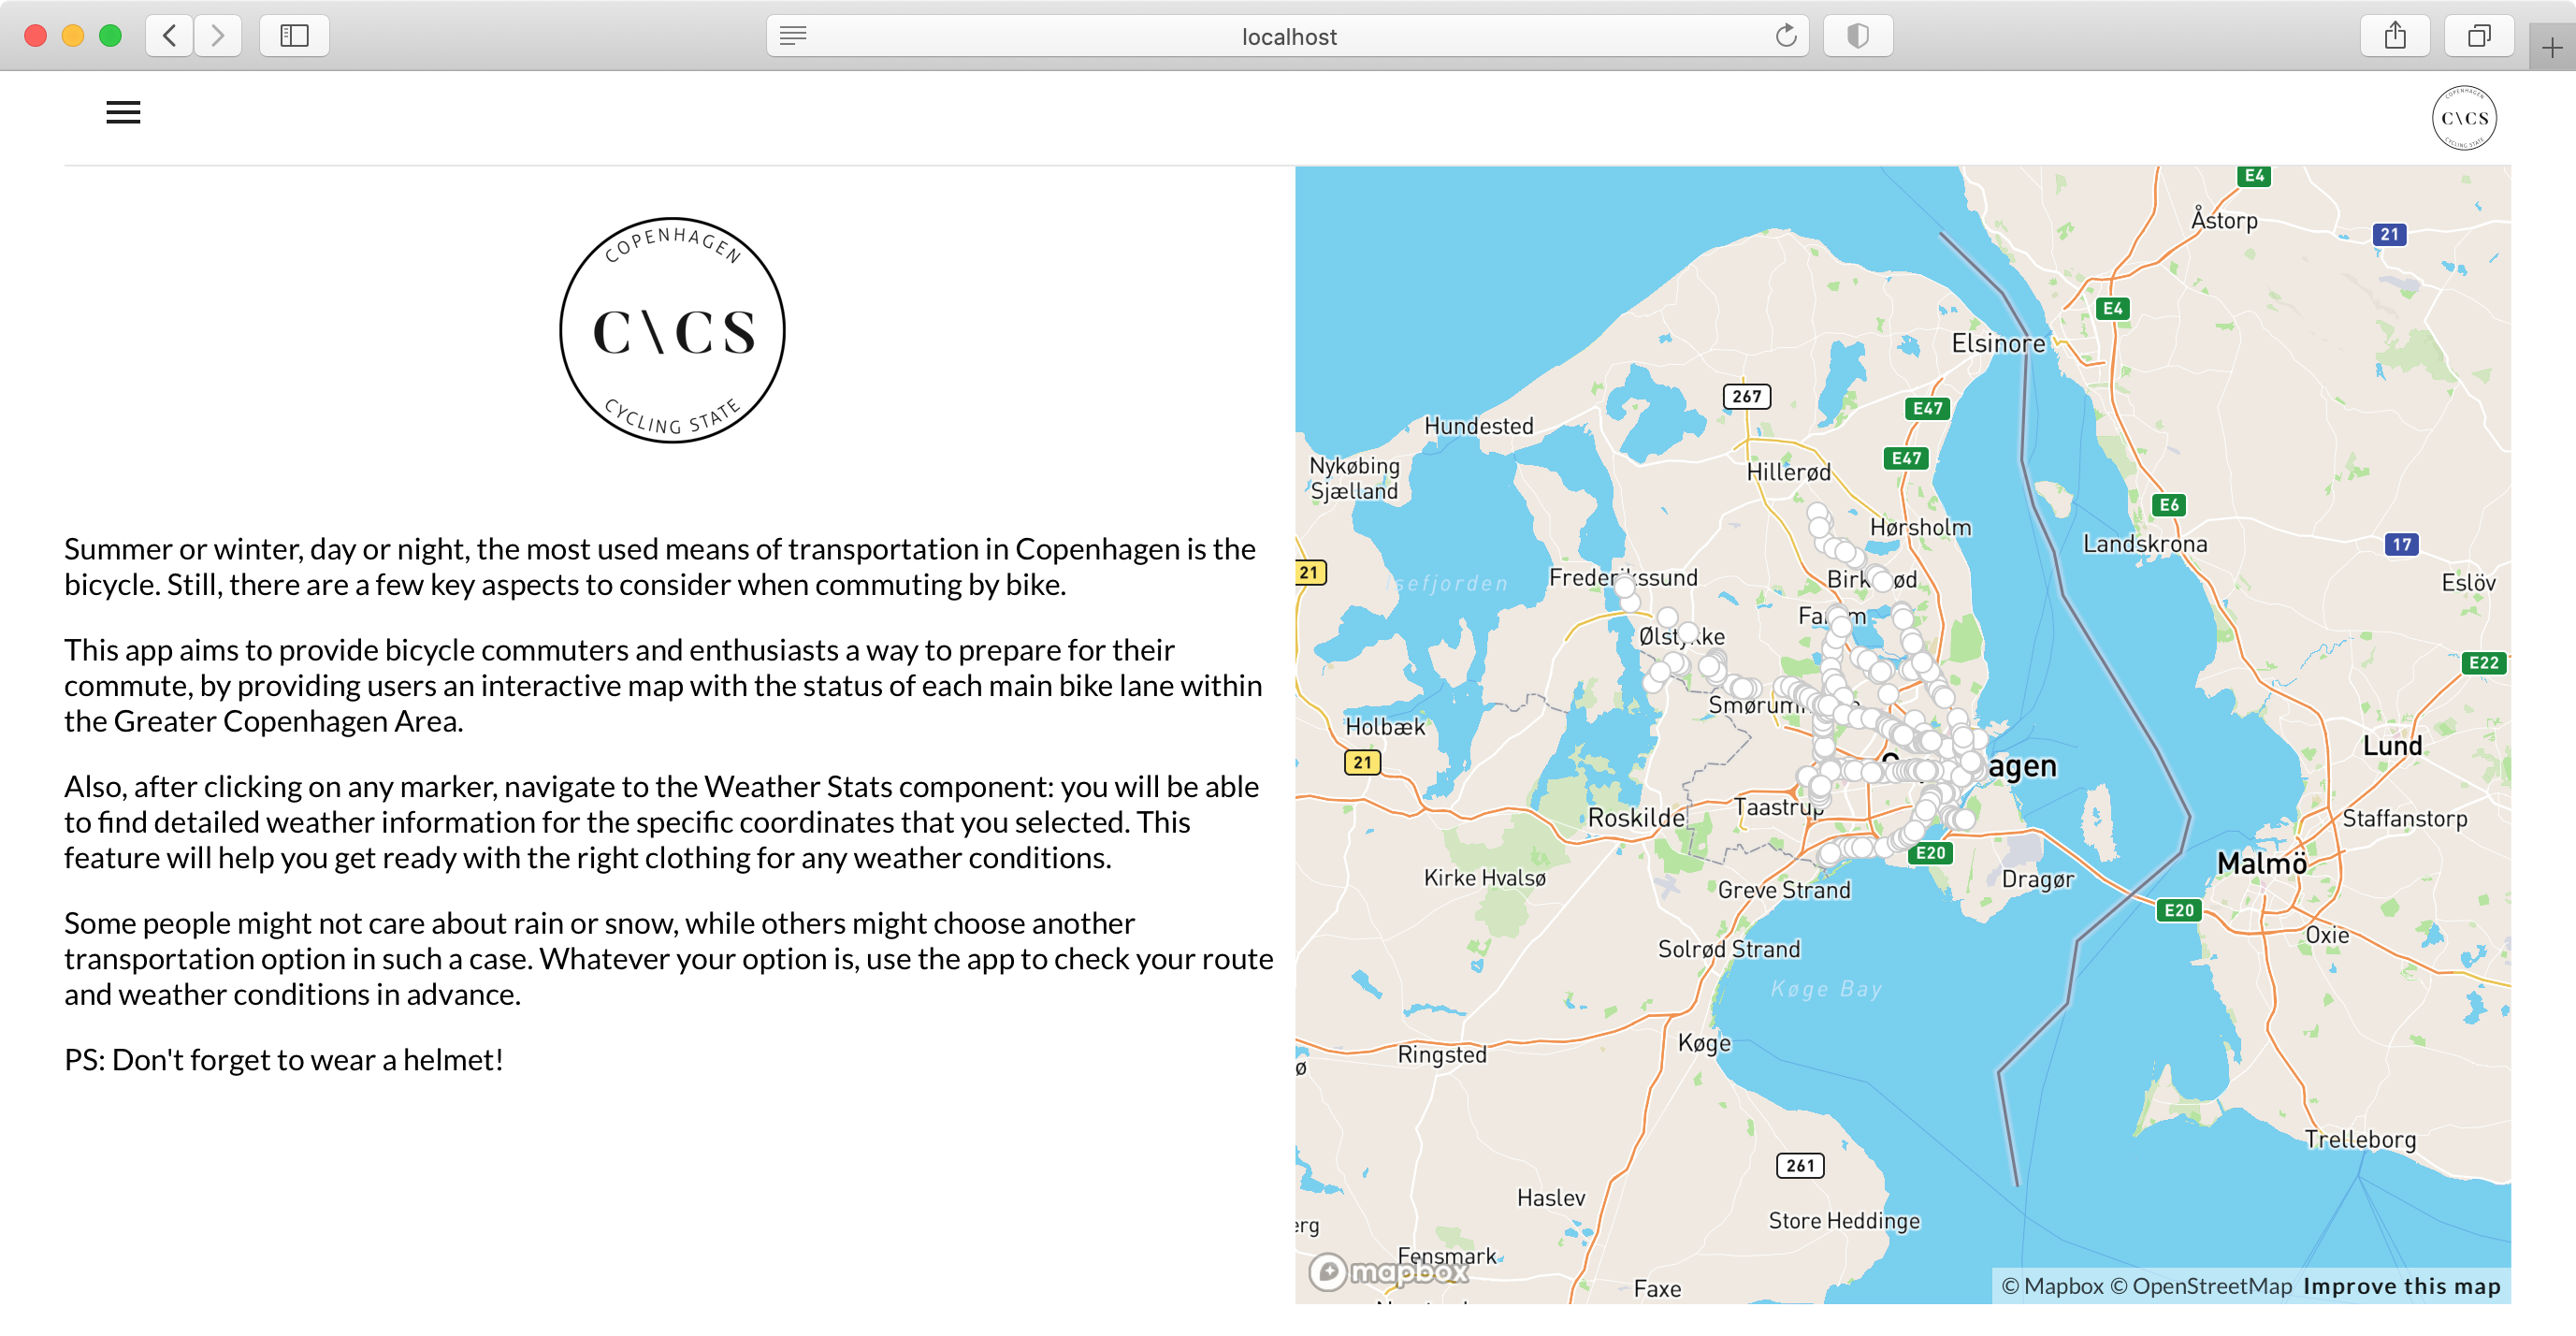 localhost
COPENHAGEN
C\CS
CYCLING STATE
COPENHAGEN
C\CS
CYCLING STATE
Summer or winter, day or night, the most used means of transportation in Copenhagen is the
bicycle. Still, there are a few key aspects to consider when commuting by bike.
This app aims to provide bicycle commuters and enthusiasts a way to prepare for their
commute, by providing users an interactive map with the status of each main bike lane within
the Greater Copenhagen Area.
Also, after clicking on any marker, navigate to the Weather Stats component: you will be able
to find detailed weather information for the specific coordinates that you selected. This
feature will help you get ready with the right clothing for any weather conditions.
Some people might not care about rain or snow, while others might choose another
transportation option in such a case. Whatever your option is, use the app to check your route
and weather conditions in advance.
PS: Don't forget to wear a helmet!
E4
Åstorp
21
E4
Elsinore
267
E47
Hundested
E47
Nykøbing
Sjælland
Hillerød
E6
Hørsholm
Landskrona
17
21
Isefjorden
Frederikssund
Birk ød
Eslöv
Fa m
Ølst kke
E22
Smørum
Holbæk
Lund
21
agen
Taastrup
Roskilde
Staffanstorp
E20
Malmö
Kirke Hvalsø
Greve Strand
Dragør
E20
Oxie
Solrød Strand
Køge Bay
Køge
Ringsted
ø
Trelleborg
261
Haslev
Store Heddinge
erg
Fensmark
mapbox
Faxe
© Mapbox © OpenStreetMap Improve this map